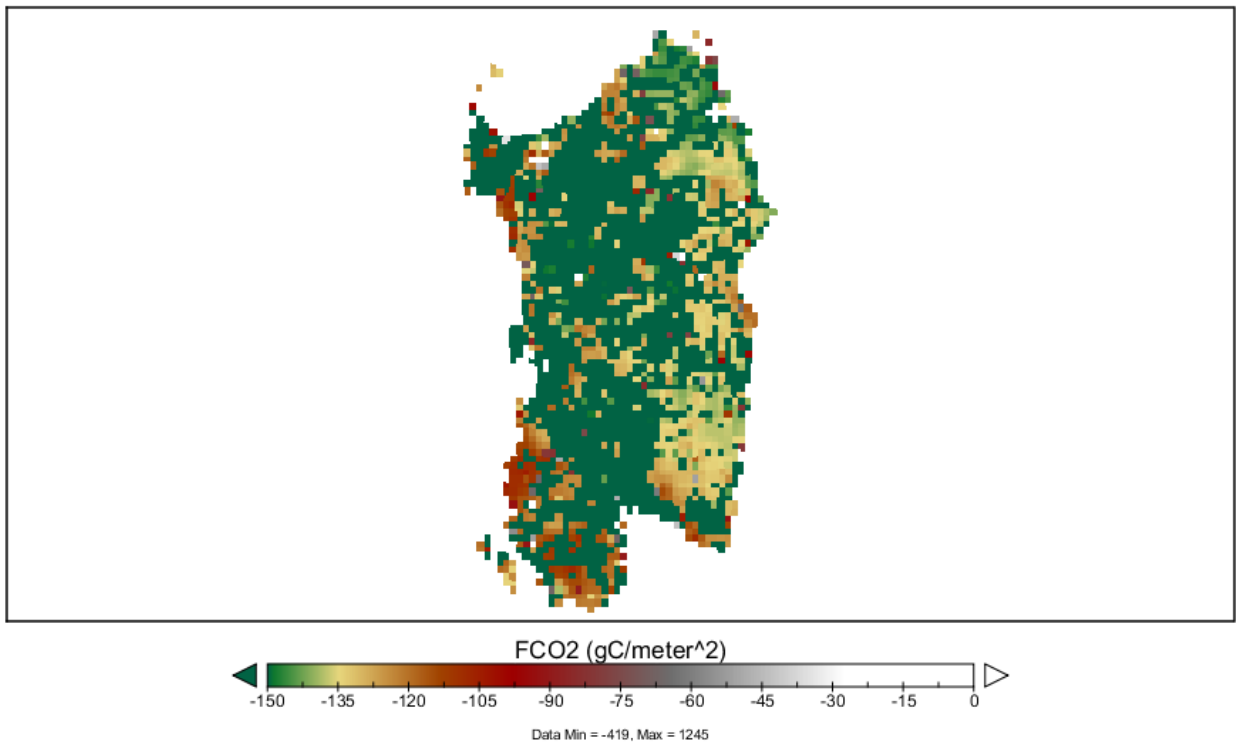 FCO2 (gC/meter^2)
-150 -135 -120 -105 -90 -75 -60 -45 -30 -15 0
Data Min = -419, Max = 1245